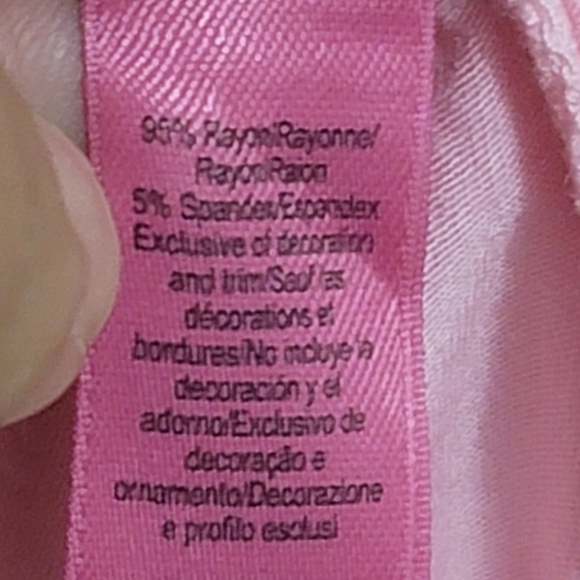 95% Rayon/Rayonne/
Rayon/Raion
5% Spandex/Expandex
Exclusive of decoration
and trim/Sauf les
décorations et
bordures/No incluye la
decoración y el
adorno/Exclusivo de
decoração e
ornamento/Decorazione
e profilo esclusi